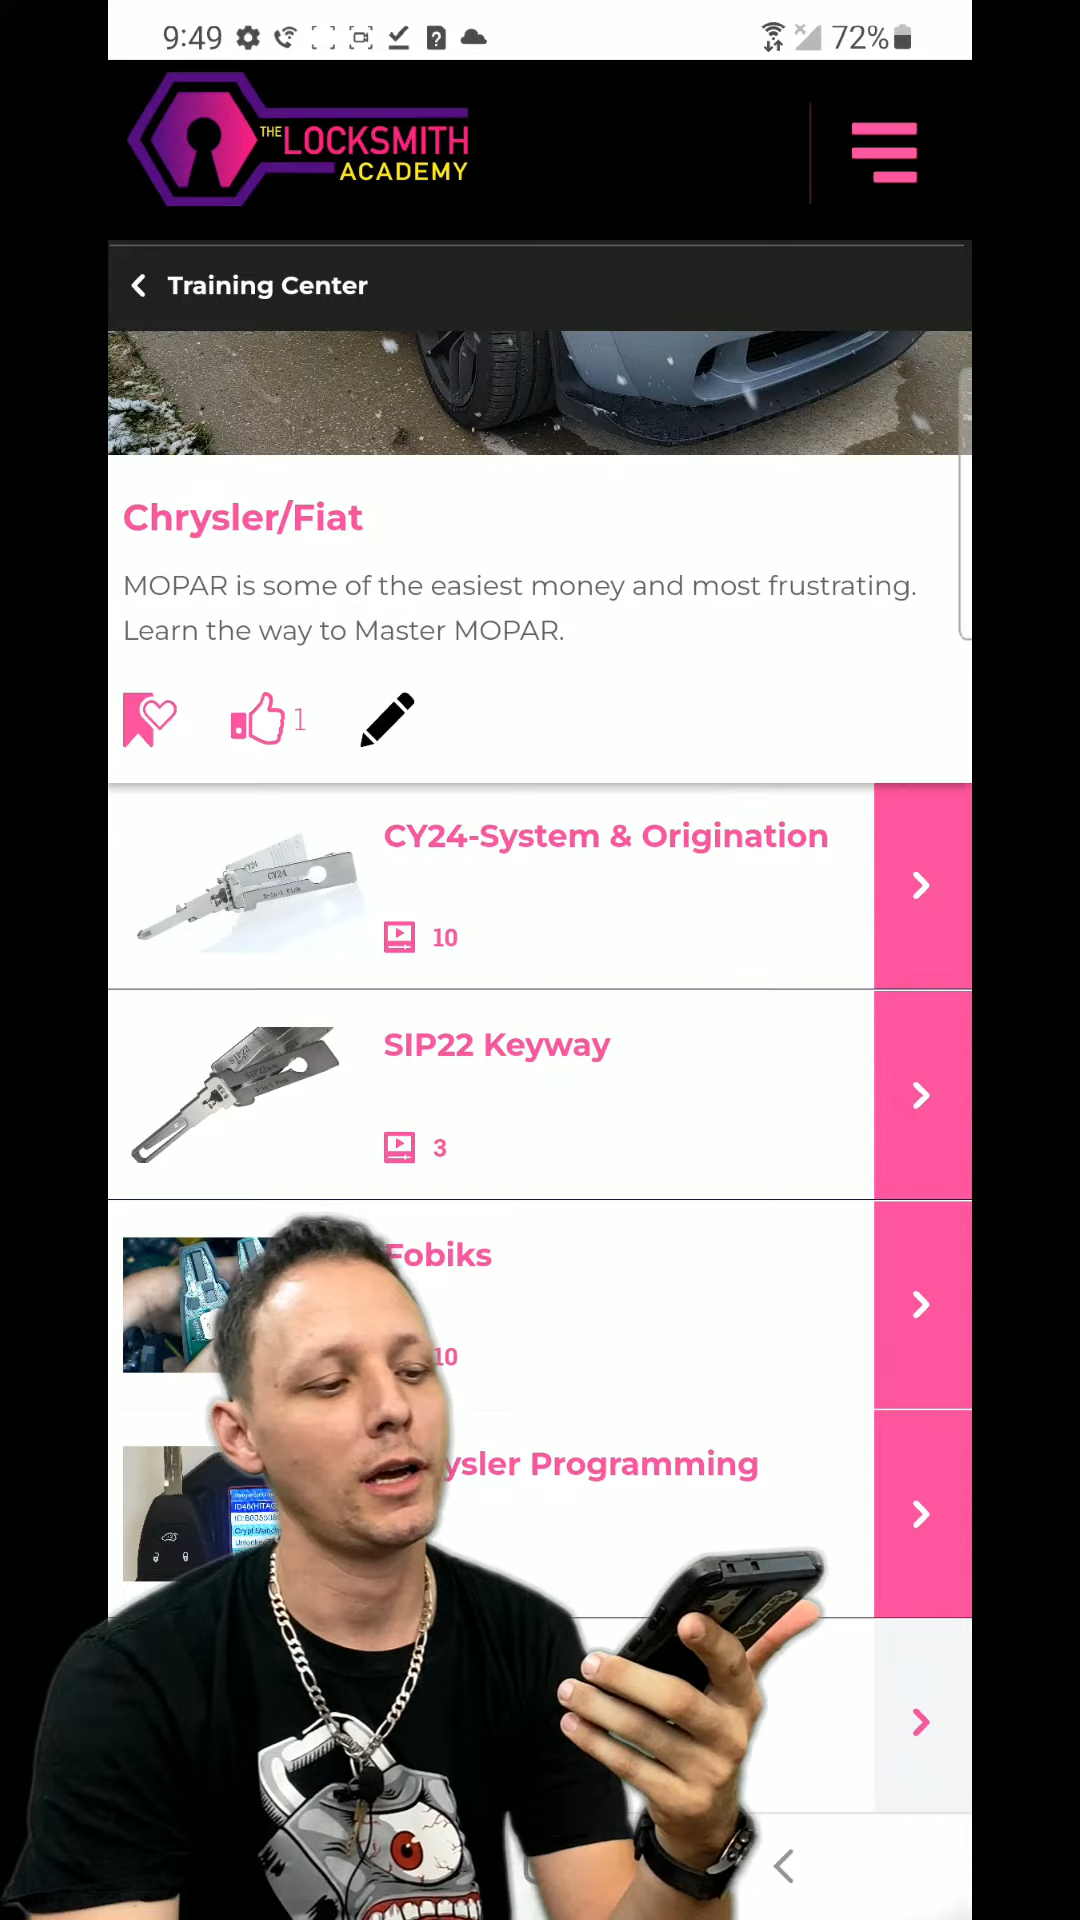 9:49
72%
THE LOCKSMITH
ACADEMY
Training Center
Chrysler/Fiat
MOPAR is some of the easiest money and most frustrating.
Learn the way to Master MOPAR.
1
CY24-System & Origination
CY24
10
SIP22 Keyway
SIP22
3
Fobiks
10
ysler Programming